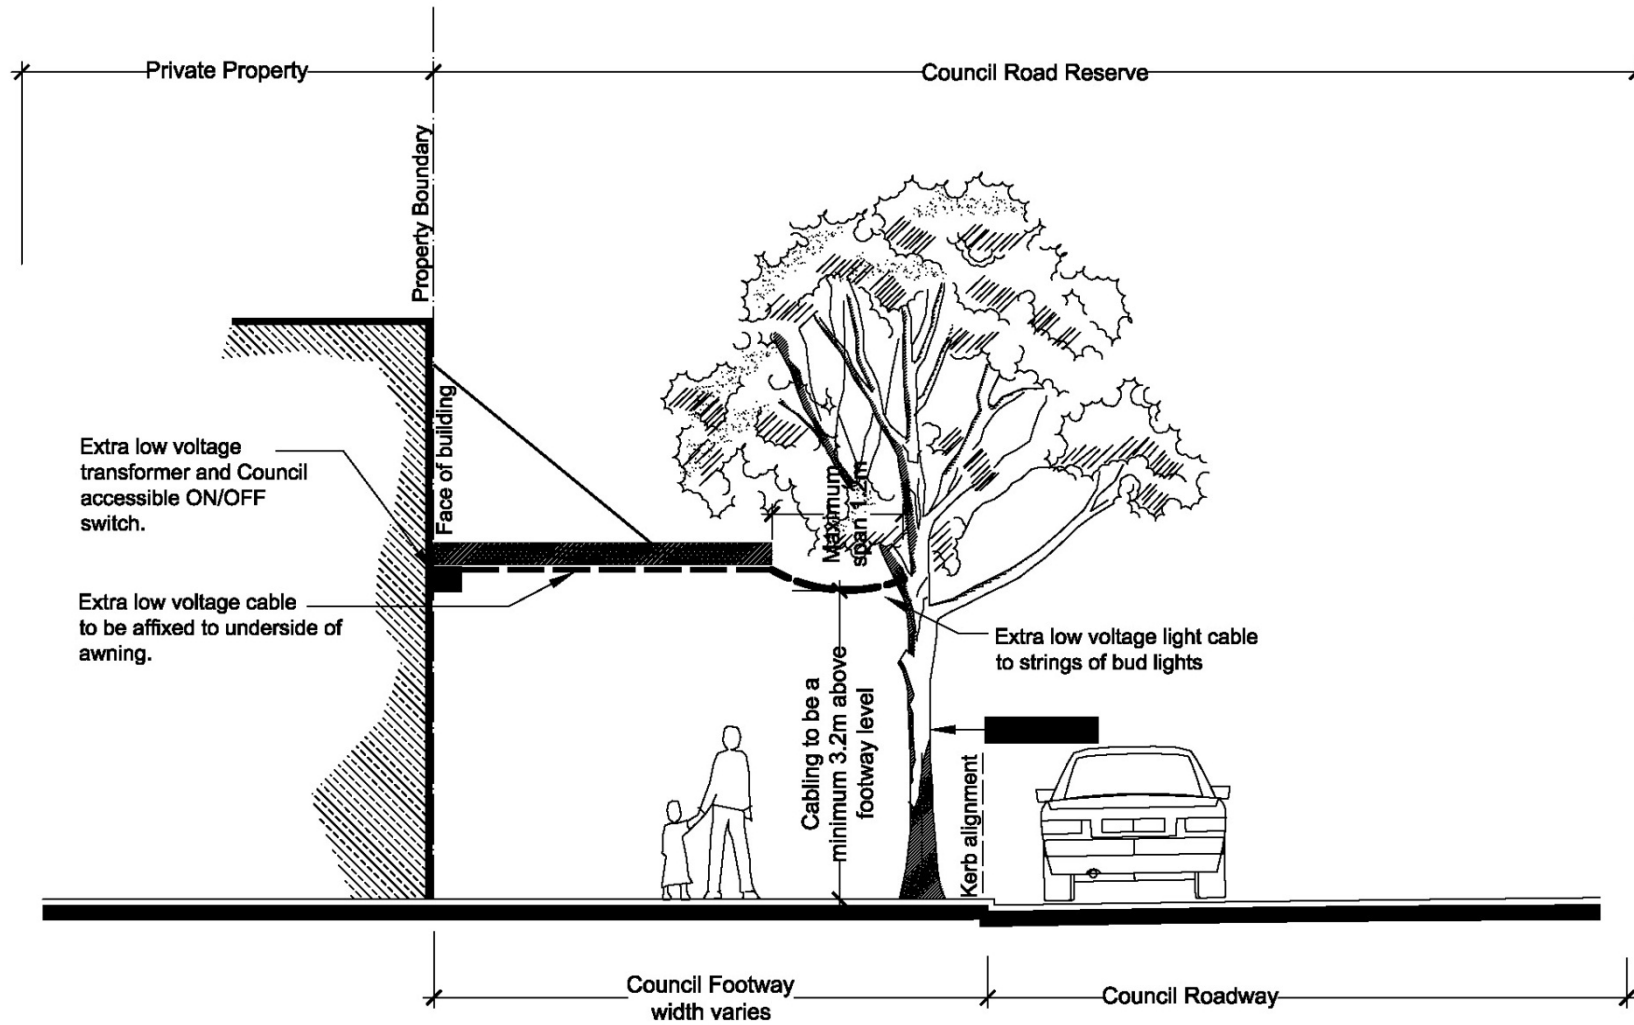 Private Property
Council Road Reserve
Property Boundary
Face of building
Extra low voltage
transformer and Council
accessible ON/OFF
switch.
Maximum
span 1.2m
Extra low voltage cable
to be affixed to underside of
awning.
Extra low voltage light cable
to strings of bud lights
Cabling to be a
minimum 3.2m above
footway level
Kerb alignment
Council Footway
width varies
Council Roadway